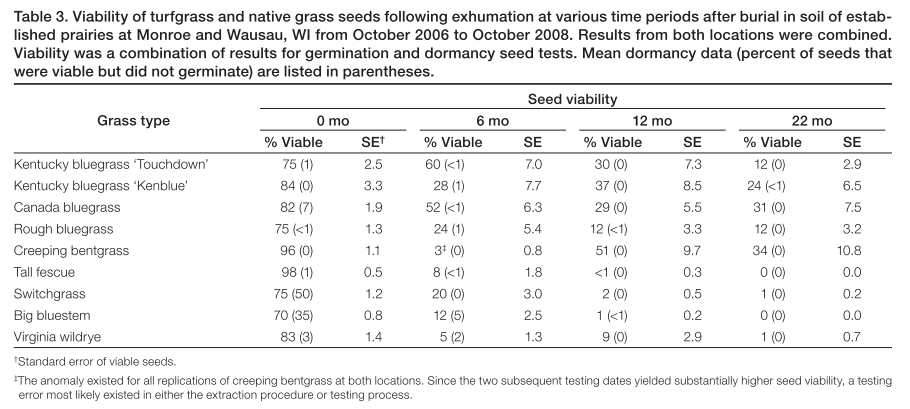 Table 3. Viability of turfgrass and native grass seeds following exhumation at various time periods after burial in soil of estab-
lished prairies at Monroe and Wausau, WI from October 2006 to October 2008. Results from both locations were combined.
Viability was a combination of results for germination and dormancy seed tests. Mean dormancy data (percent of seeds that
were viable but did not germinate) are listed in parentheses.
Seed viability
Grass type 0 mo 6 mo 12 mo 22 mo
% Viable SE† % Viable SE % Viable SE % Viable SE
Kentucky bluegrass ‘Touchdown’ 75 (1) 2.5 60 (<1) 7.0 30 (0) 7.3 12 (0) 2.9
Kentucky bluegrass ‘Kenblue’ 84 (0) 3.3 28 (1) 7.7 37 (0) 8.5 24 (<1) 6.5
Canada bluegrass 82 (7) 1.9 52 (<1) 6.3 29 (0) 5.5 31 (0) 7.5
Rough bluegrass 75 (<1) 1.3 24 (1) 5.4 12 (<1) 3.3 12 (0) 3.2
Creeping bentgrass 96 (0) 1.1 3‡ (0) 0.8 51 (0) 9.7 34 (0) 10.8
Tall fescue 98 (1) 0.5 8 (<1) 1.8 <1 (0) 0.3 0 (0) 0.0
Switchgrass 75 (50) 1.2 20 (0) 3.0 2 (0) 0.5 1 (0) 0.2
Big bluestem 70 (35) 0.8 12 (5) 2.5 1 (<1) 0.2 0 (0) 0.0
Virginia wildrye 83 (3) 1.4 5 (2) 1.3 9 (0) 2.9 1 (0) 0.7
†Standard error of viable seeds.
‡The anomaly existed for all replications of creeping bentgrass at both locations. Since the two subsequent testing dates yielded substantially higher seed viability, a testing
error most likely existed in either the extraction procedure or testing process.